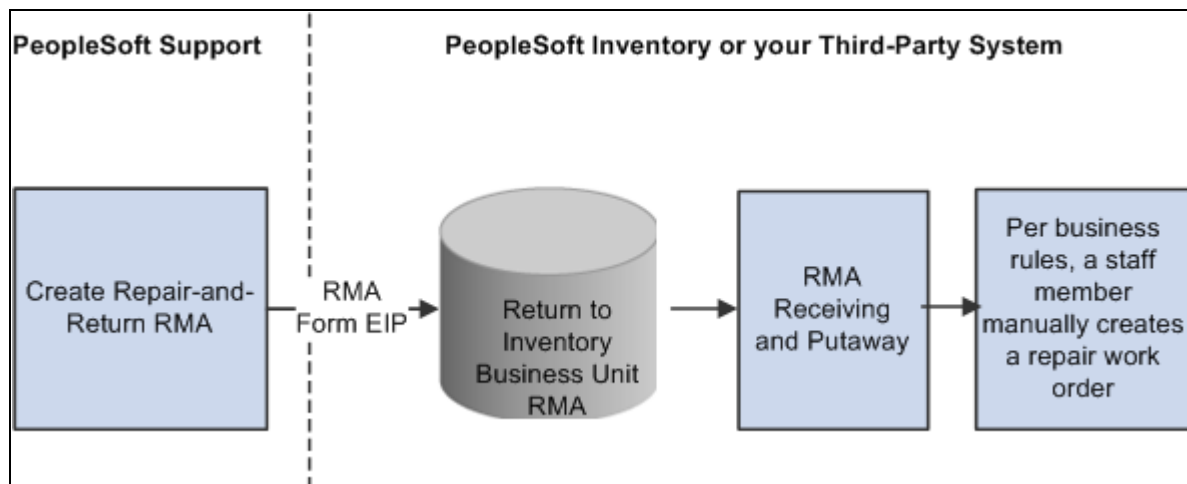 PeopleSoft Support
PeopleSoft Inventory or your Third-Party System
Create Repair-and-
Return RMA
RMA
Form EIP
Return to
Inventory
Business Unit
RMA
RMA
Receiving
and Putaway
Per business
rules, a staff
member
manually creates
a repair work
order